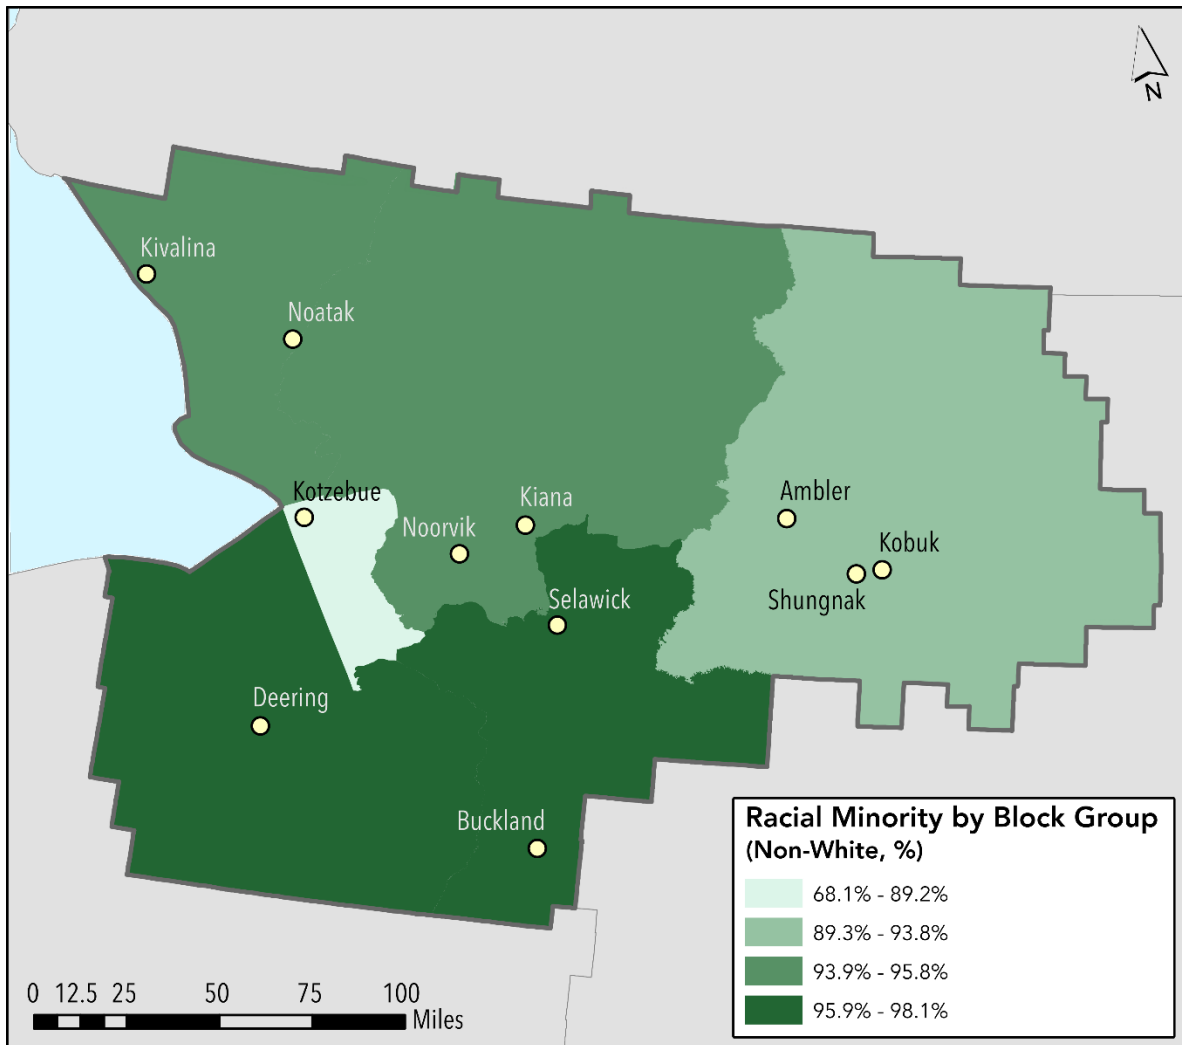 N
Kivalina
Noatak
Kotzebue
Kiana
Noorvik
Ambler
Kobuk
Shungnak
Selawick
Deering
Buckland
Racial Minority by Block Group
(Non-White, %)
68.1% - 89.2%
89.3% - 93.8%
93.9% - 95.8%
95.9% - 98.1%
0 12.5 25 50 75 100
Miles